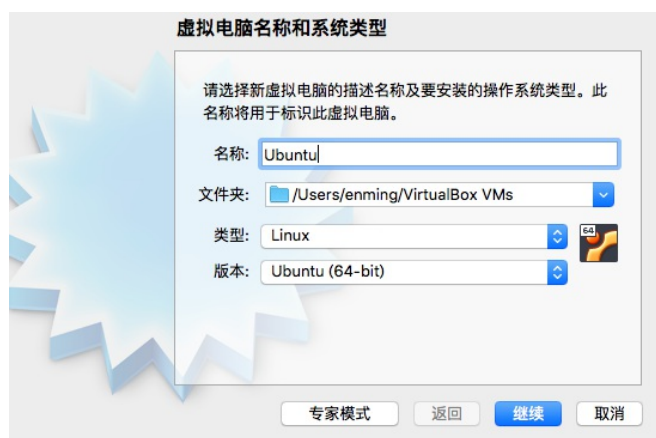 虚拟电脑名称和系统类型
请选择新虚拟电脑的描述名称及要安装的操作系统类型。此
名称将用于标识此虚拟电脑。
名称: Ubuntu
文件夹: /Users/enming/VirtualBox VMs
类型: Linux
64
版本: Ubuntu (64-bit)
专家模式 返回 继续 取消